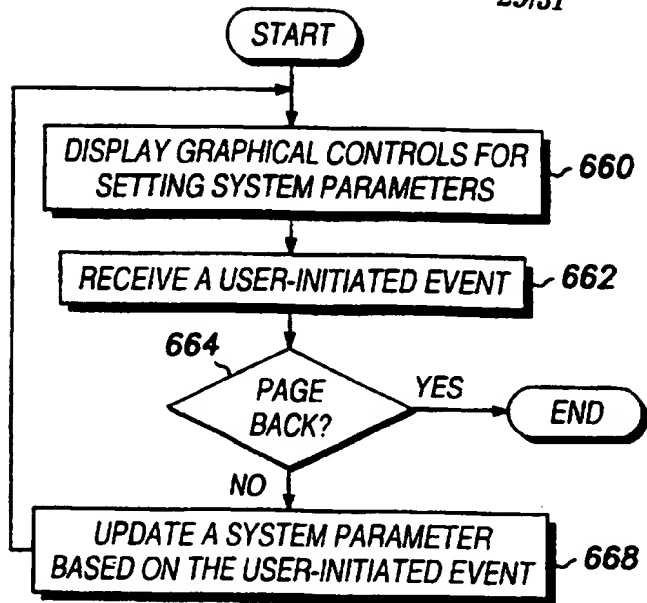 START
DISPLAY GRAPHICAL CONTROLS FOR
SETTING SYSTEM PARAMETERS
660
RECEIVE A USER-INITIATED EVENT
662
664
PAGE
BACK?
YES
END
NO
UPDATE A SYSTEM PARAMETER
BASED ON THE USER-INITIATED EVENT
668